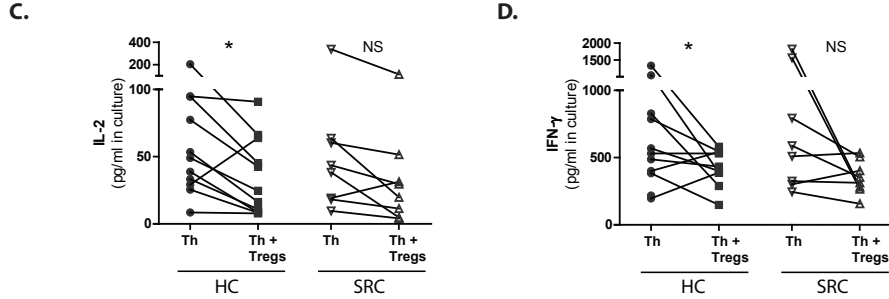 C.
IL-2
(pg/ml in culture)
400
200
100
50
0
*
NS
Th
Th +
Tregs
Th
Th +
Tregs
HC
SRC
D.
IFN-γ
(pg/ml in culture)
2000
1500
1000
500
0
*
NS
Th
Th +
Tregs
Th
Th +
Tregs
HC
SRC